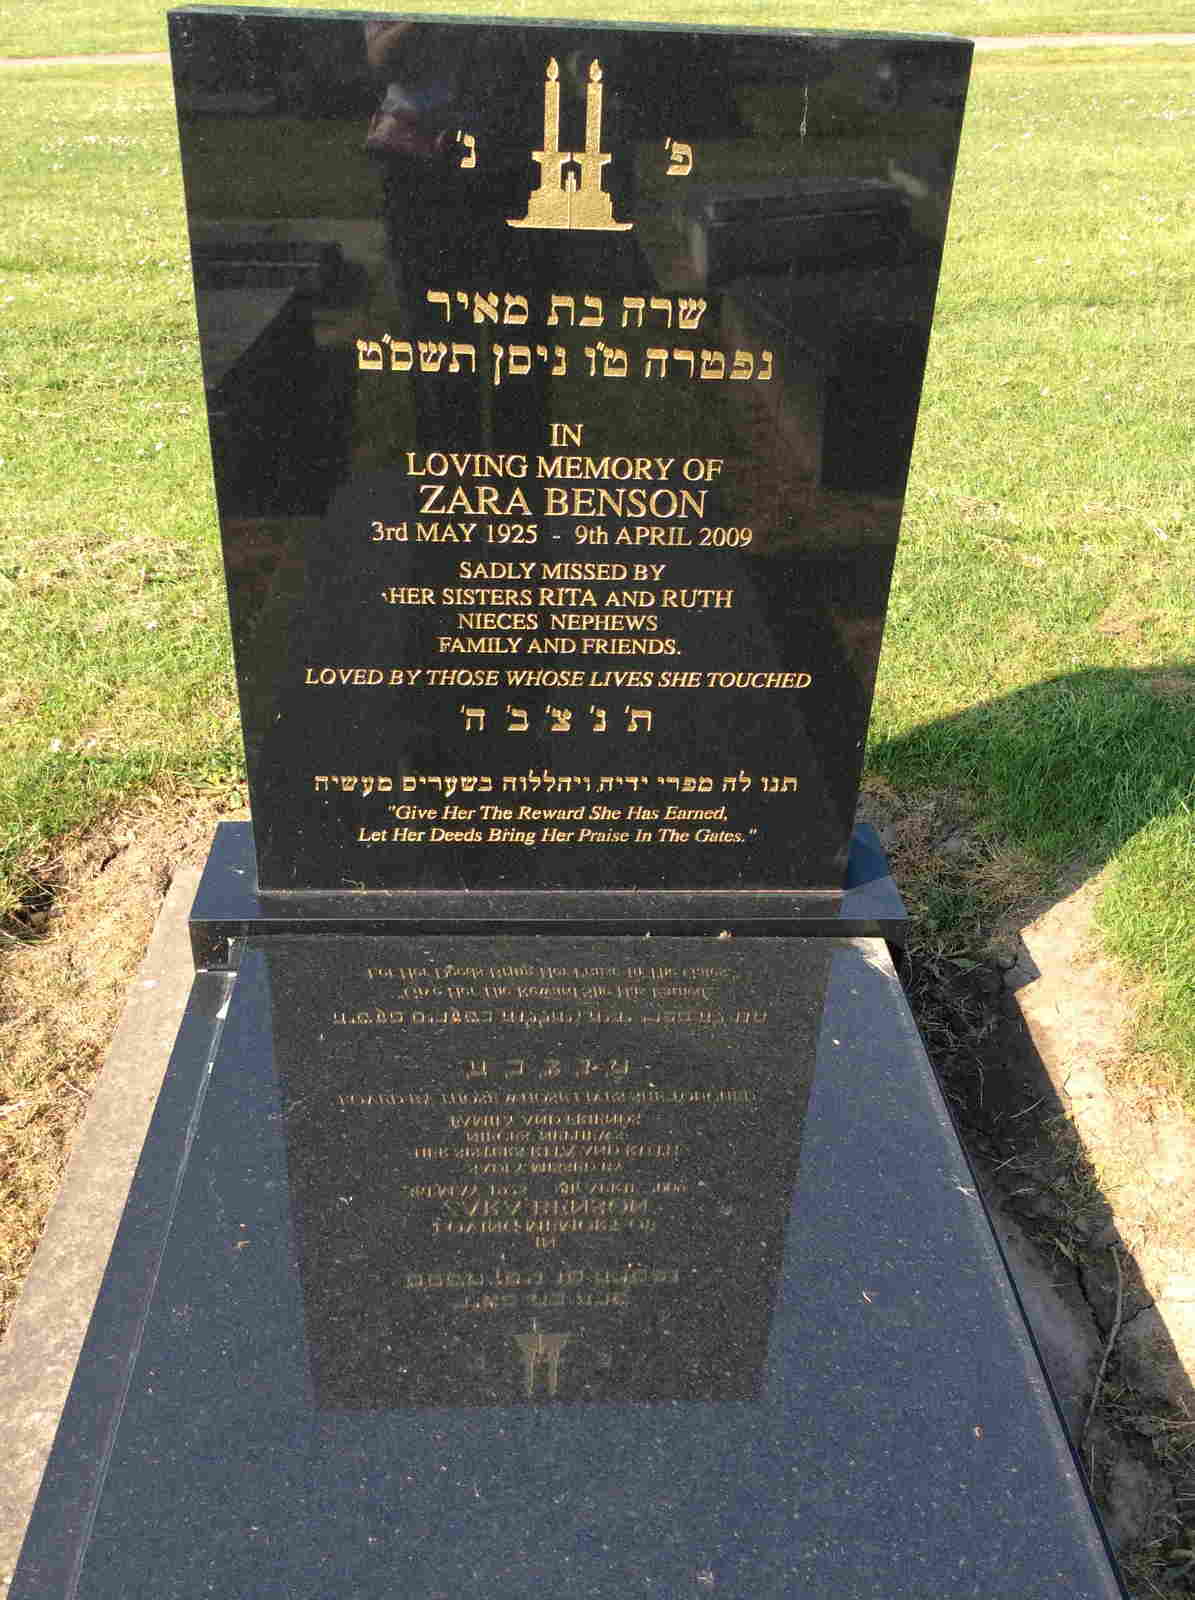 פ' נ'
שרה בת מאיר
נפטרה ט"ו ניסן תשס"ט
IN
LOVING MEMORY OF
ZARA BENSON
3rd MAY 1925 - 9th APRIL 2009
SADLY MISSED BY
HER SISTERS RITA AND RUTH
NIECES NEPHEWS
FAMILY AND FRIENDS.
LOVED BY THOSE WHOSE LIVES SHE TOUCHED
ת' נ' צ' ב' ה'
תנו לה מפרי ידיה, ויהללוה בשערים מעשיה
"Give Her The Reward She Has Earned,
Let Her Deeds Bring Her Praise In The Gates."